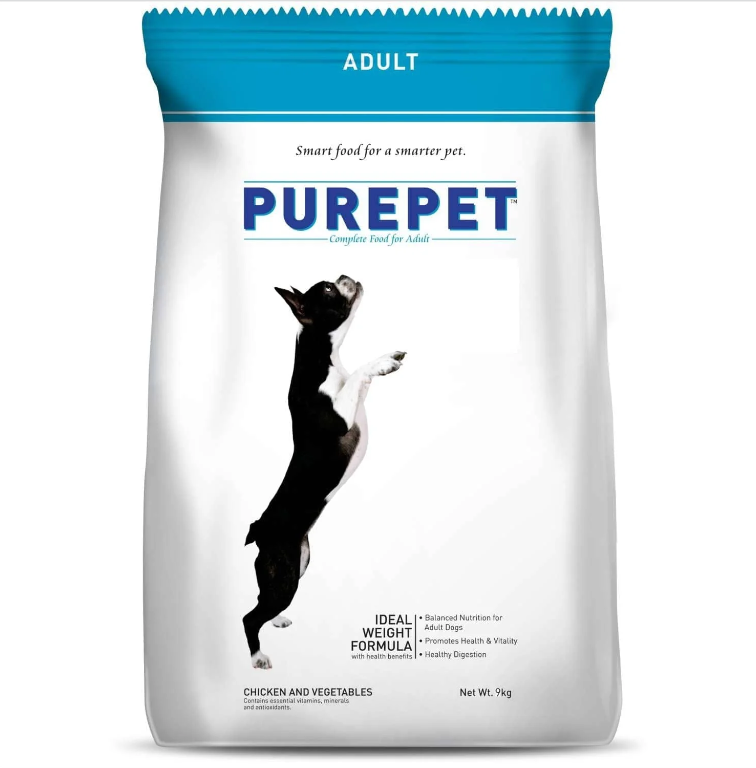 ADULT
Smart food for a smarter pet.
PUREPET™
Complete Food for Adult
IDEAL
WEIGHT
FORMULA
with health benefits
• Balanced Nutrition for
Adult Dogs
• Promotes Health & Vitality
• Healthy Digestion
CHICKEN AND VEGETABLES
Contains essential vitamins, minerals
and antioxidants.
Net Wt. 9kg